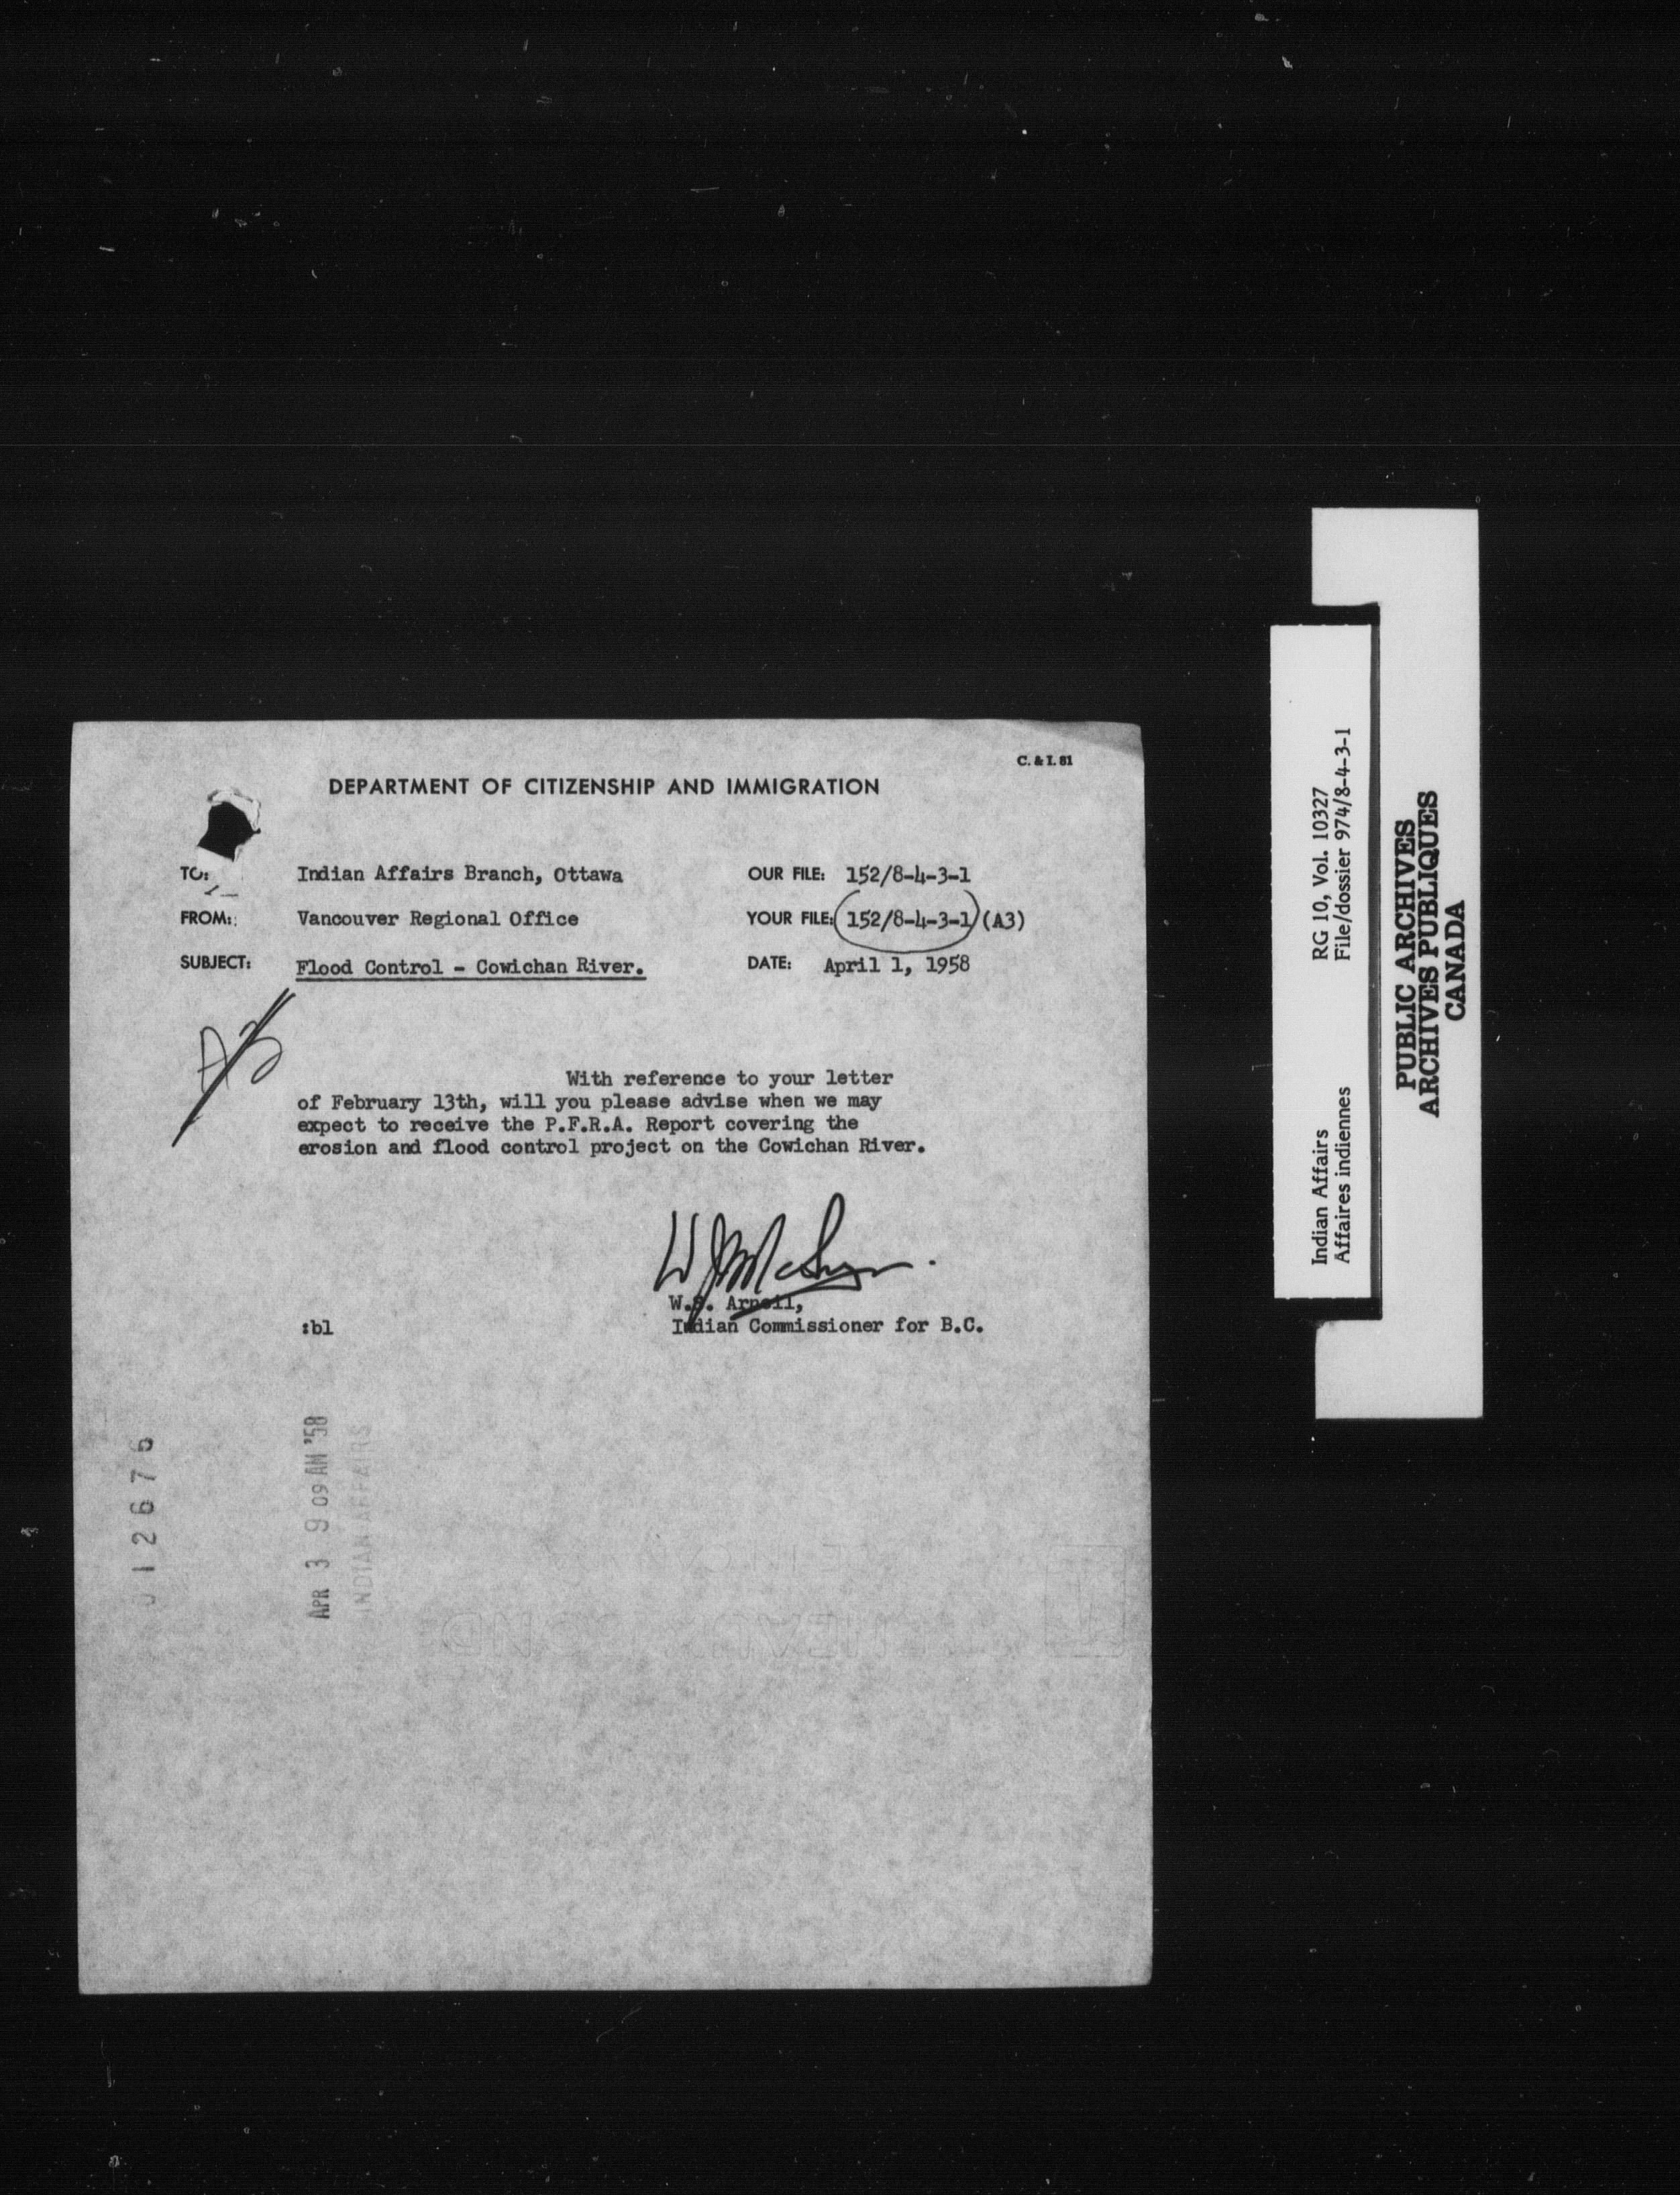 C. & I. 81
DEPARTMENT OF CITIZENSHIP AND IMMIGRATION
TO: Indian Affairs Branch, Ottawa
OUR FILE: 152/8-4-3-1
FROM: Vancouver Regional Office
YOUR FILE: 152/8-4-3-1 (A3)
SUBJECT: Flood Control - Cowichan River.
DATE: April 1, 1958
A3
With reference to your letter
of February 13th, will you please advise when we may
expect to receive the P.F.R.A. Report covering the
erosion and flood control project on the Cowichan River.
W.S. Arneil,
:bl
Indian Commissioner for B.C.
012676
APR 3 9 09 AM '58
INDIAN AFFAIRS
Indian Affairs RG 10, Vol. 10327
Affaires indiennes File/dossier 974/8-4-3-1
PUBLIC ARCHIVES
ARCHIVES PUBLIQUES
CANADA